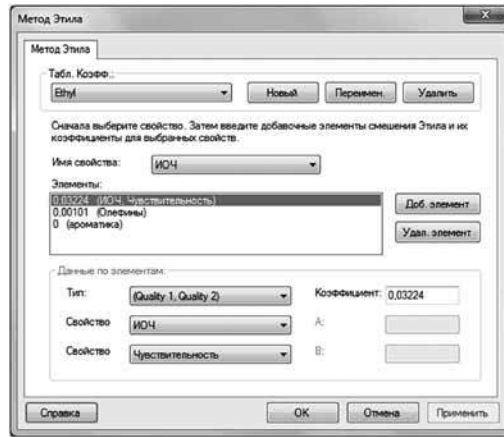 Метод Этила
Метод Этила
Табл. Коэфф.:
Ethyl Новый Переимен. Удалить
Сначала выберите свойство. Затем введите добавочные элементы смешения Этила и их
коэффициенты для выбранных свойств.
Имя свойства: ИОЧ
Элементы:
0,03224 (ИОЧ, Чувствительность)
0,00101 (Олефины)
0 (ароматика)
Доб. элемент
Удал. элемент
Данные по элементам:
Тип: (Quality 1, Quality 2) Коэффициент: 0,03224
Свойство ИОЧ A:
Свойство Чувствительность B:
Справка OK Отмена Применить